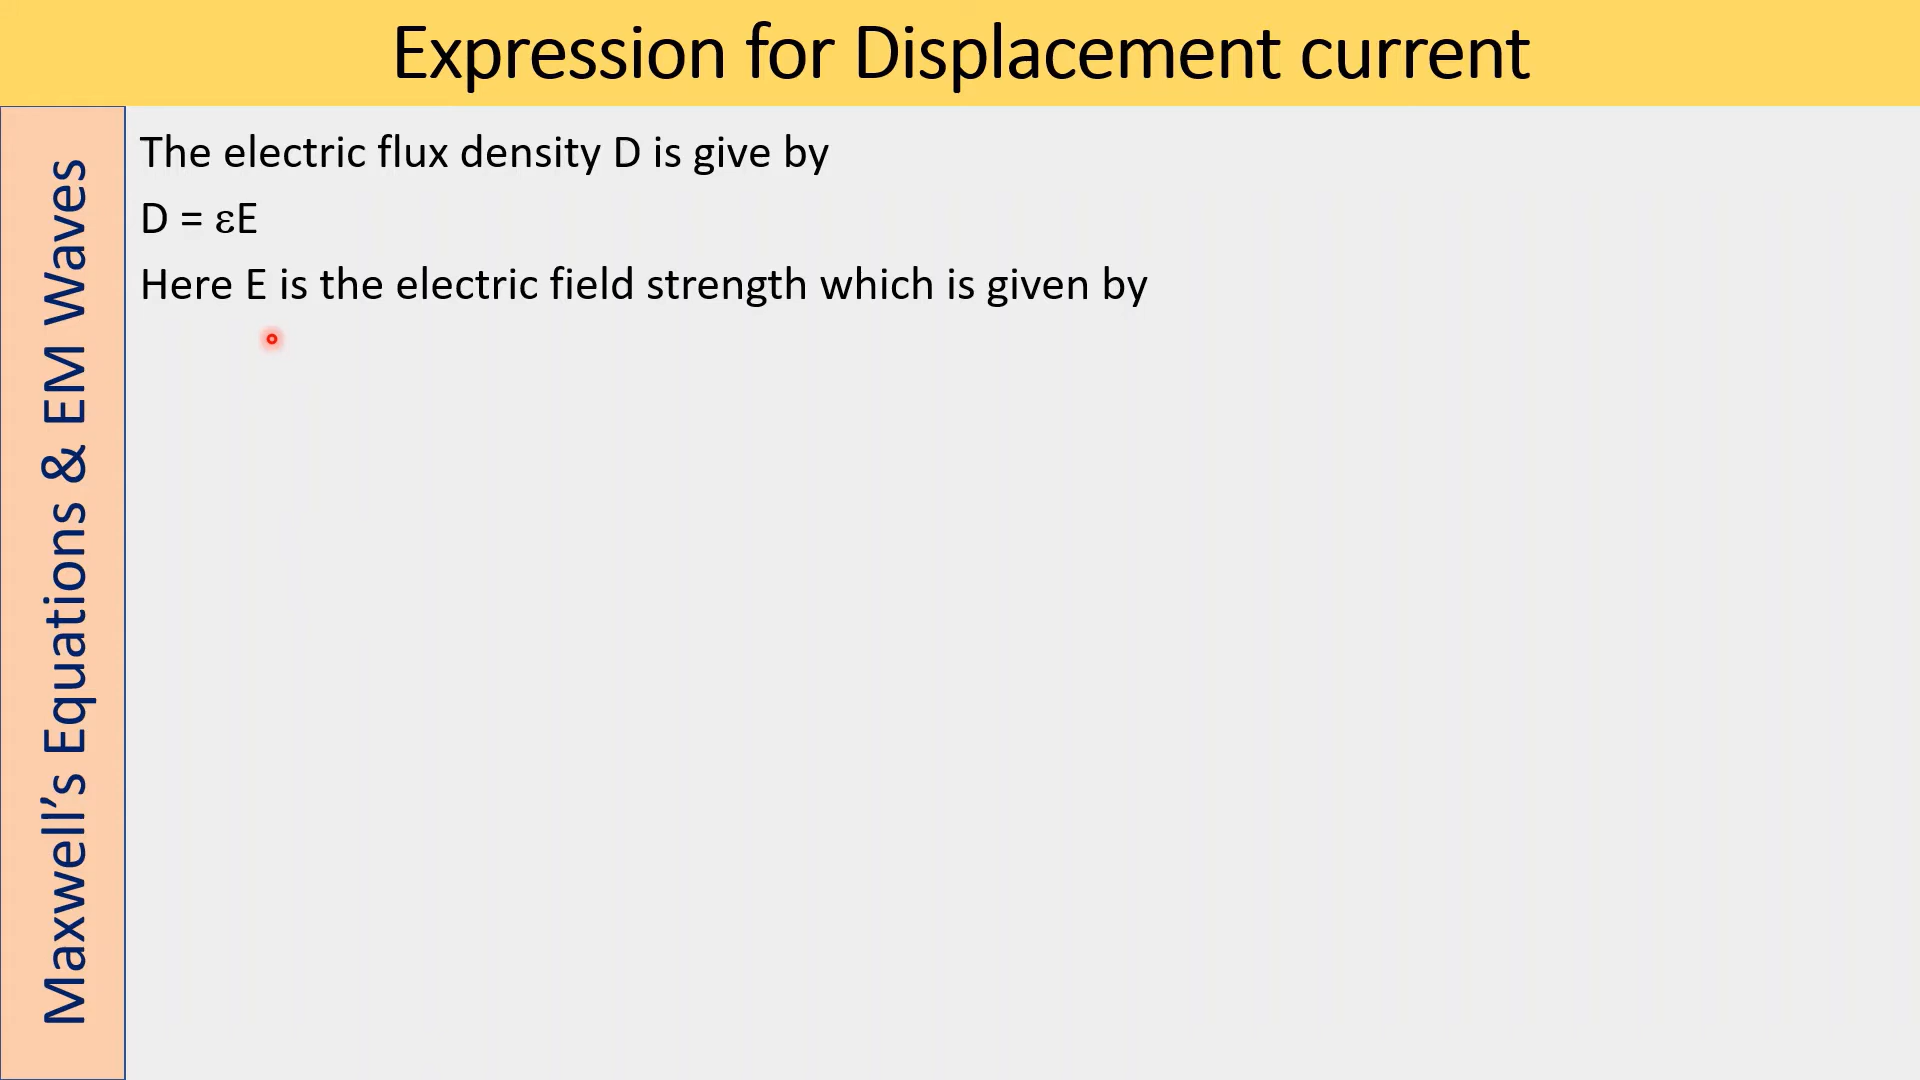 Expression for Displacement current
Maxwell’s Equations & EM Waves
The electric flux density D is give by
D = εE
Here E is the electric field strength which is given by